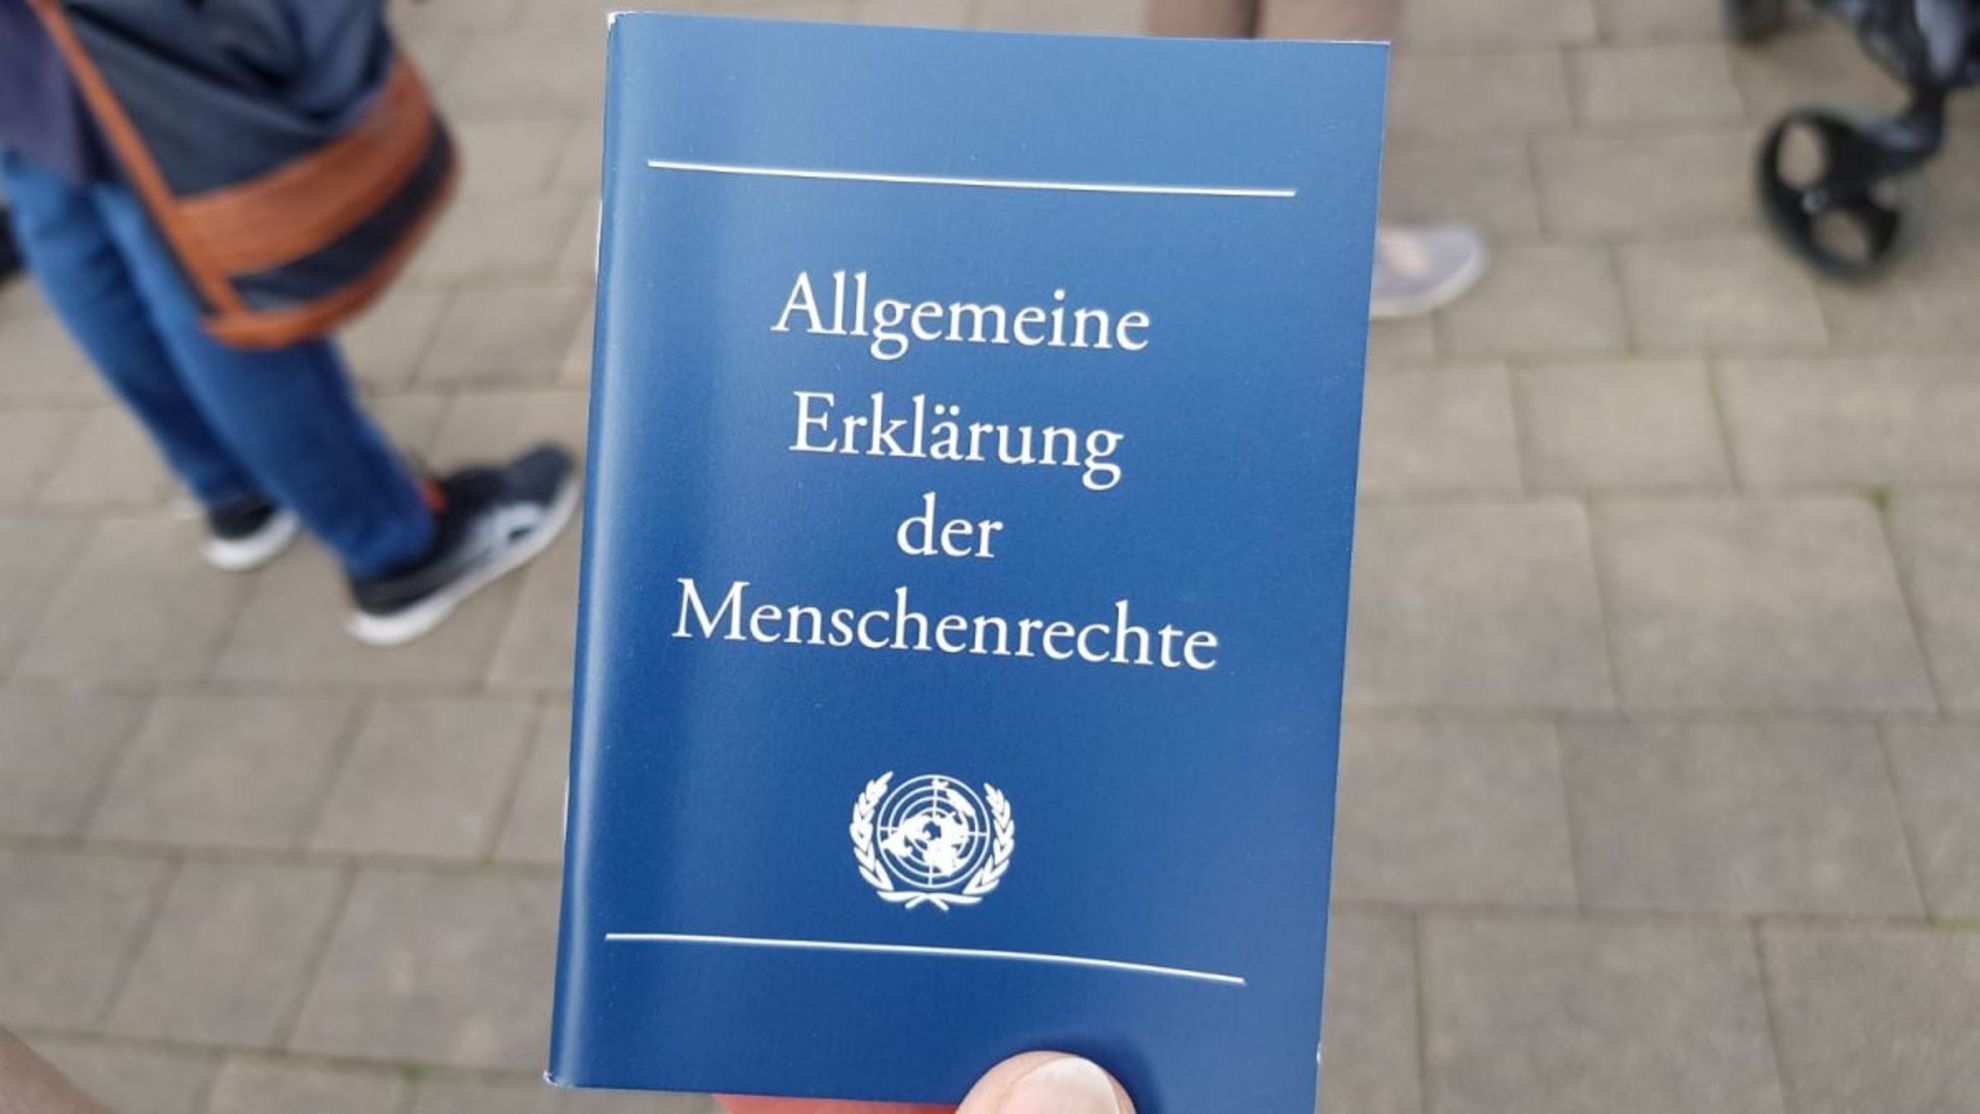 Allgemeine
Erklärung
der
Menschenrechte